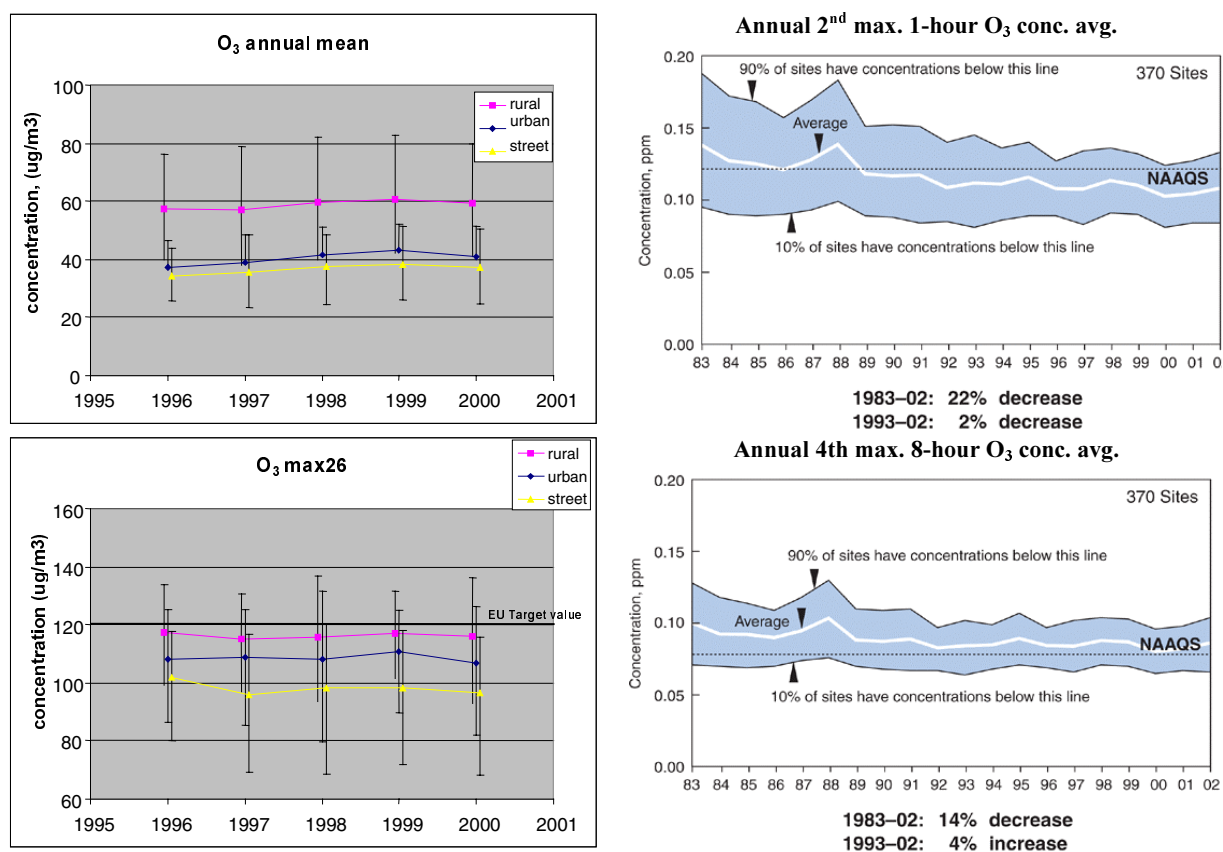 O₃ annual mean
concentration, (ug/m3)
100
80
60
40
20
0
1995 1996 1997 1998 1999 2000 2001
rural
urban
street
Annual 2nd max. 1-hour O₃ conc. avg.
Concentration, ppm
0.20
0.15
0.10
0.05
0.00
90% of sites have concentrations below this line
370 Sites
Average
NAAQS
10% of sites have concentrations below this line
83 84 85 86 87 88 89 90 91 92 93 94 95 96 97 98 99 00 01 0
1983–02: 22% decrease
1993–02: 2% decrease
O₃ max26
rural
urban
street
concentration (ug/m3)
160
140
120
100
80
60
EU Target value
1995 1996 1997 1998 1999 2000 2001
Annual 4th max. 8-hour O₃ conc. avg.
Concentration, ppm
0.20
0.15
0.10
0.05
0.00
370 Sites
90% of sites have concentrations below this line
Average
NAAQS
10% of sites have concentrations below this line
83 84 85 86 87 88 89 90 91 92 93 94 95 96 97 98 99 00 01 02
1983–02: 14% decrease
1993–02: 4% increase